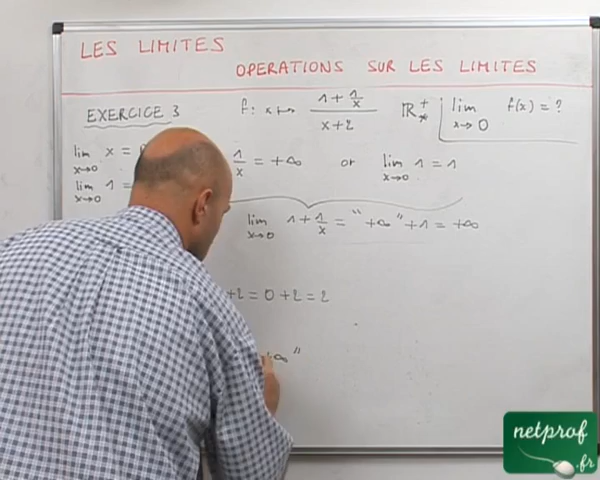 LES LIMITES
OPERATIONS SUR LES LIMITES
EXERCICE 3 f: x ↦ (1 + 1/x)/(x+2) ℝ*+ lim x→0 f(x) = ?
lim x→0 x = 1/x = +∞ or lim x→0 1 = 1
lim x→0 1 =
lim x→0 1 + 1/x = "+∞" + 1 = +∞
+2 = 0 + 2 = 2
+∞"
netprof
.fr